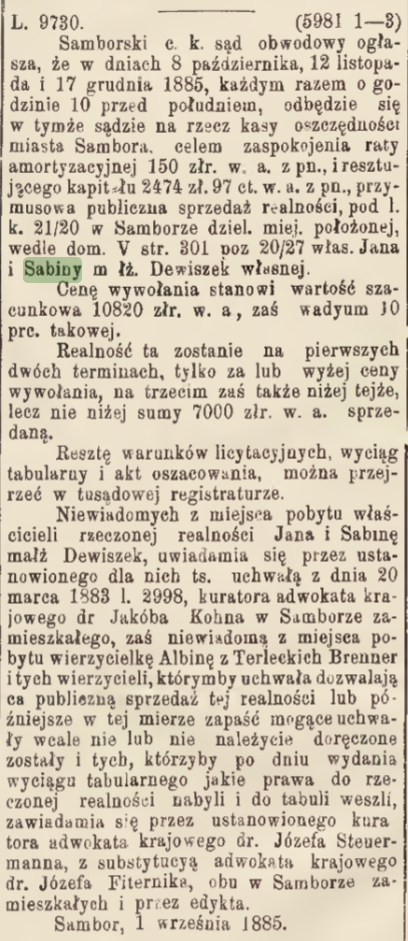 L. 9730. (5981 1—3)
Samborski c. k. sąd obwodowy ogła-
sza, że w dniach 8 października, 12 listopa-
da i 17 grudnia 1885, każdym razem o go-
dzinie 10 przed południem, odbędzie się
w tymże sądzie na rzecz kasy oszczędności
miasta Sambora. celem zaspokojenia raty
amortyzacyjnej 150 złr. w. a. z pn., i resztu-
jącego kapitału 2474 zł. 97 ct. w. a. z pn., przy-
musowa publiczna sprzedaż realności, pod l.
k. 21/20 w Samborze dziel. miej. położonej,
wedle dom. V str. 301 poz 20/27 włas. Jana
i Sabiny m łż. Dewiszek własnej.
Cenę wywołania stanowi wartość sza-
cunkowa 10820 złr. w. a, zaś wadyum 10
prc. takowej.
Realność ta zostanie na pierwszych
dwóch terminach, tylko za lub wyżej ceny
wywołania, na trzecim zaś także niżej tejże,
lecz nie niżej sumy 7000 złr. w. a. sprze-
daną.
Resztę warunków licytacyjnych, wyciąg
tabularny i akt oszacowania, można przej-
rzeć w tusądowej registraturze.
Niewiadomych z miejsca pobytu właś-
cicieli rzeczonej realności Jana i Sabinę
małż Dewiszek, uwiadamia się przez usta-
nowionego dla nich ts. uchwałą z dnia 20
marca 1883 l. 2998, kuratora adwokata kra-
jowego dr Jakóba Kohna w Samborze za-
mieszkałego, zaś niewiadomą z miejsca po-
bytu wierzycielkę Albinę z Terleckich Brenner
i tych wierzycieli, którymby uchwała dozwalają
ca publiczną sprzedaż tej realności lub pó-
źniejsze w tej mierze zapaść mogące uchwa-
ły wcale nie lub nie należycie doręczone
zostały i tych, którzyby po dniu wydania
wyciągu tabularnego jakie prawa do rze-
czonej realności nabyli i do tabuli weszli,
zawiadamia się przez ustanowionego kura
tora adwokata krajowego dr. Józefa Steuer-
manna, z substytucyą adwokata krajowego
dr. Józefa Fiternika, obu w Samborze za-
mieszkałych i przez edykta.
Sambor, 1 września 1885.